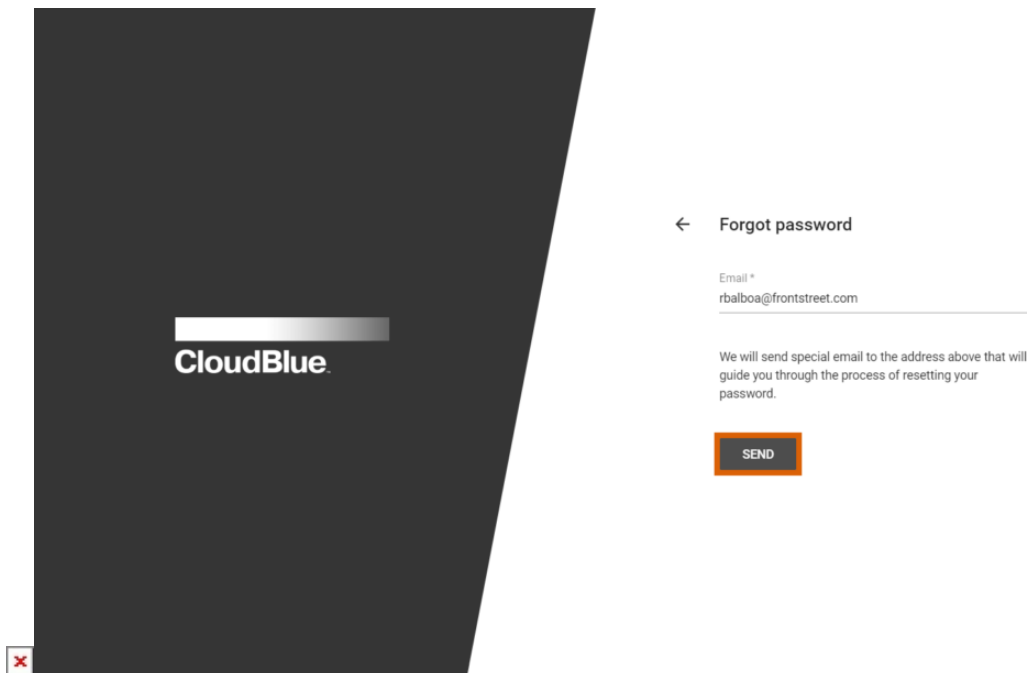 Forgot password
Email *
rbalboa@frontstreet.com
We will send special email to the address above that will
guide you through the process of resetting your
password.
SEND
CloudBlue™